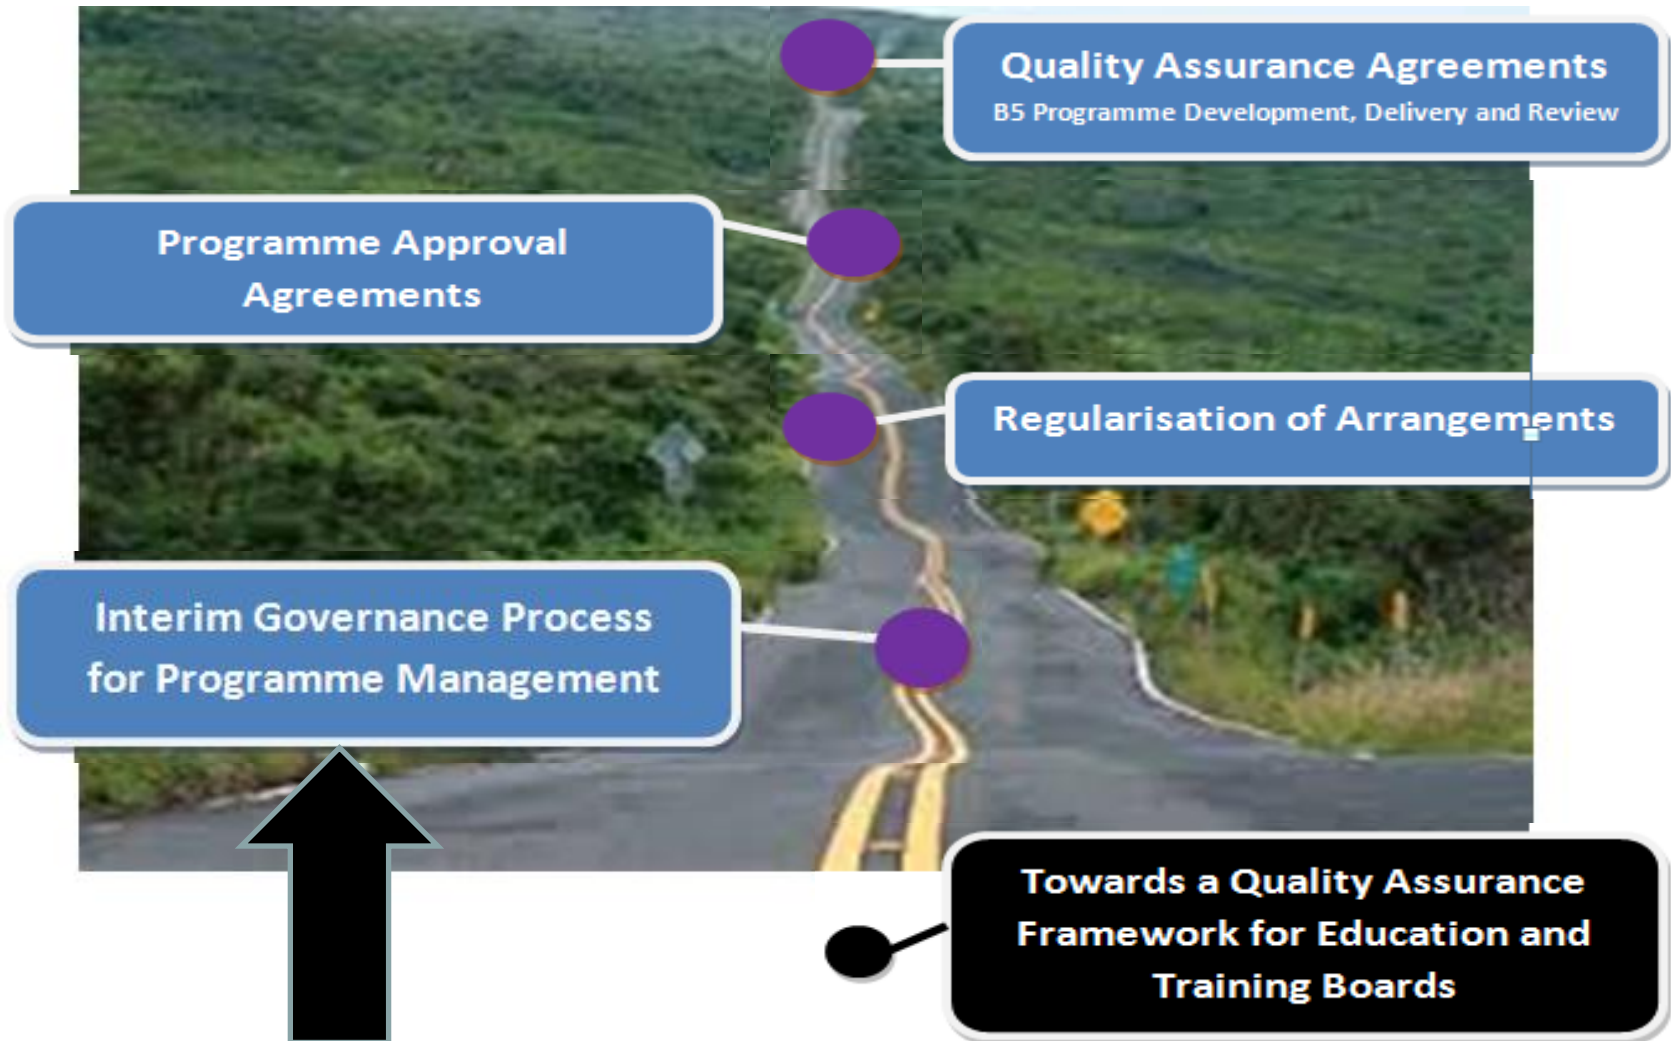 Quality Assurance Agreements
B5 Programme Development, Delivery and Review
Programme Approval
Agreements
Regularisation of Arrangements
Interim Governance Process
for Programme Management
Towards a Quality Assurance
Framework for Education and
Training Boards